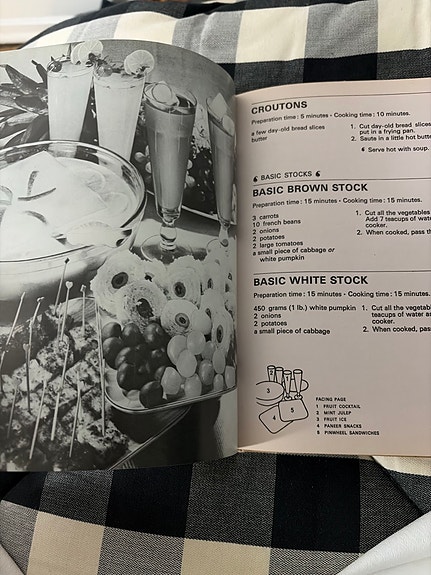 CROUTONS
Preparation time : 5 minutes • Cooking time : 10 minutes.
a few day-old bread slices
butter
1. Cut day-old bread slices
put in a frying pan.
2. Saute in a little hot butte
Serve hot with soup.
BASIC STOCKS
BASIC BROWN STOCK
Preparation time : 15 minutes • Cooking time : 15 minutes.
3 carrots
10 french beans
2 onions
2 potatoes
2 large tomatoes
a small piece of cabbage or
white pumpkin
1. Cut all the vegetables
Add 7 teacups of wate
cooker.
2. When cooked, pass th
BASIC WHITE STOCK
Preparation time : 15 minutes • Cooking time : 15 minutes.
450 grams (1 lb.) white pumpkin
2 onions
2 potatoes
a small piece of cabbage
1. Cut all the vegetabl
teacups of water a
cooker.
2. When cooked, pas
3
4
5
FACING PAGE
1 FRUIT COCKTAIL
2 MINT JULEP
3 FRUIT ICE
4 PANEER SNACKS
5 PINWHEEL SANDWICHES